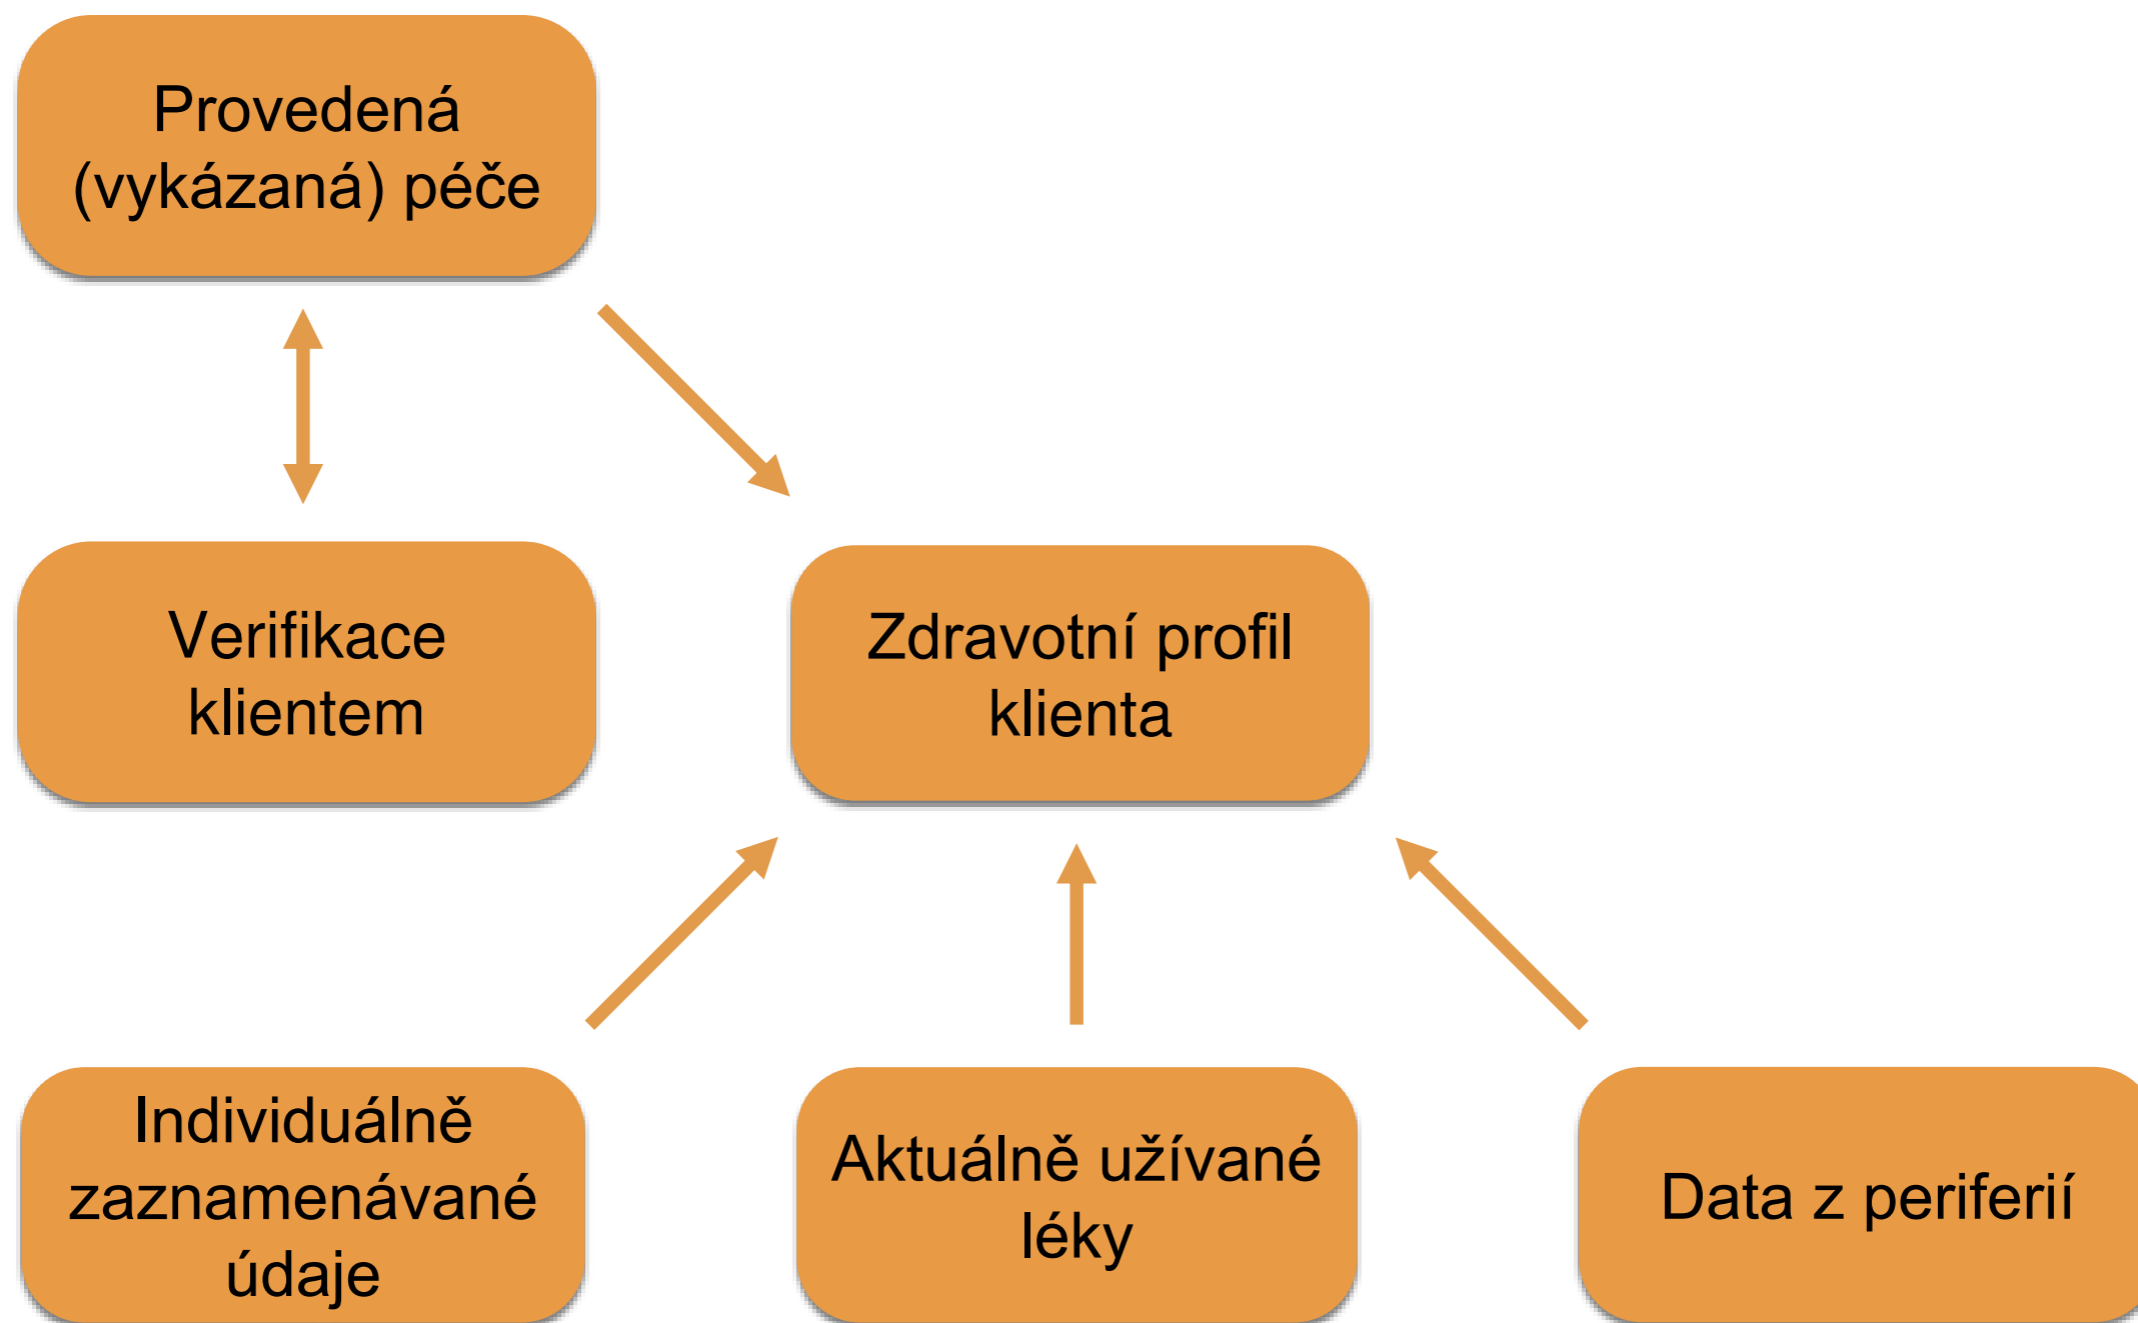 Provedená
(vykázaná) péče
Verifikace
klientem
Zdravotní profil
klienta
Individuálně
zaznamenávané
údaje
Aktuálně užívané
léky
Data z periferií